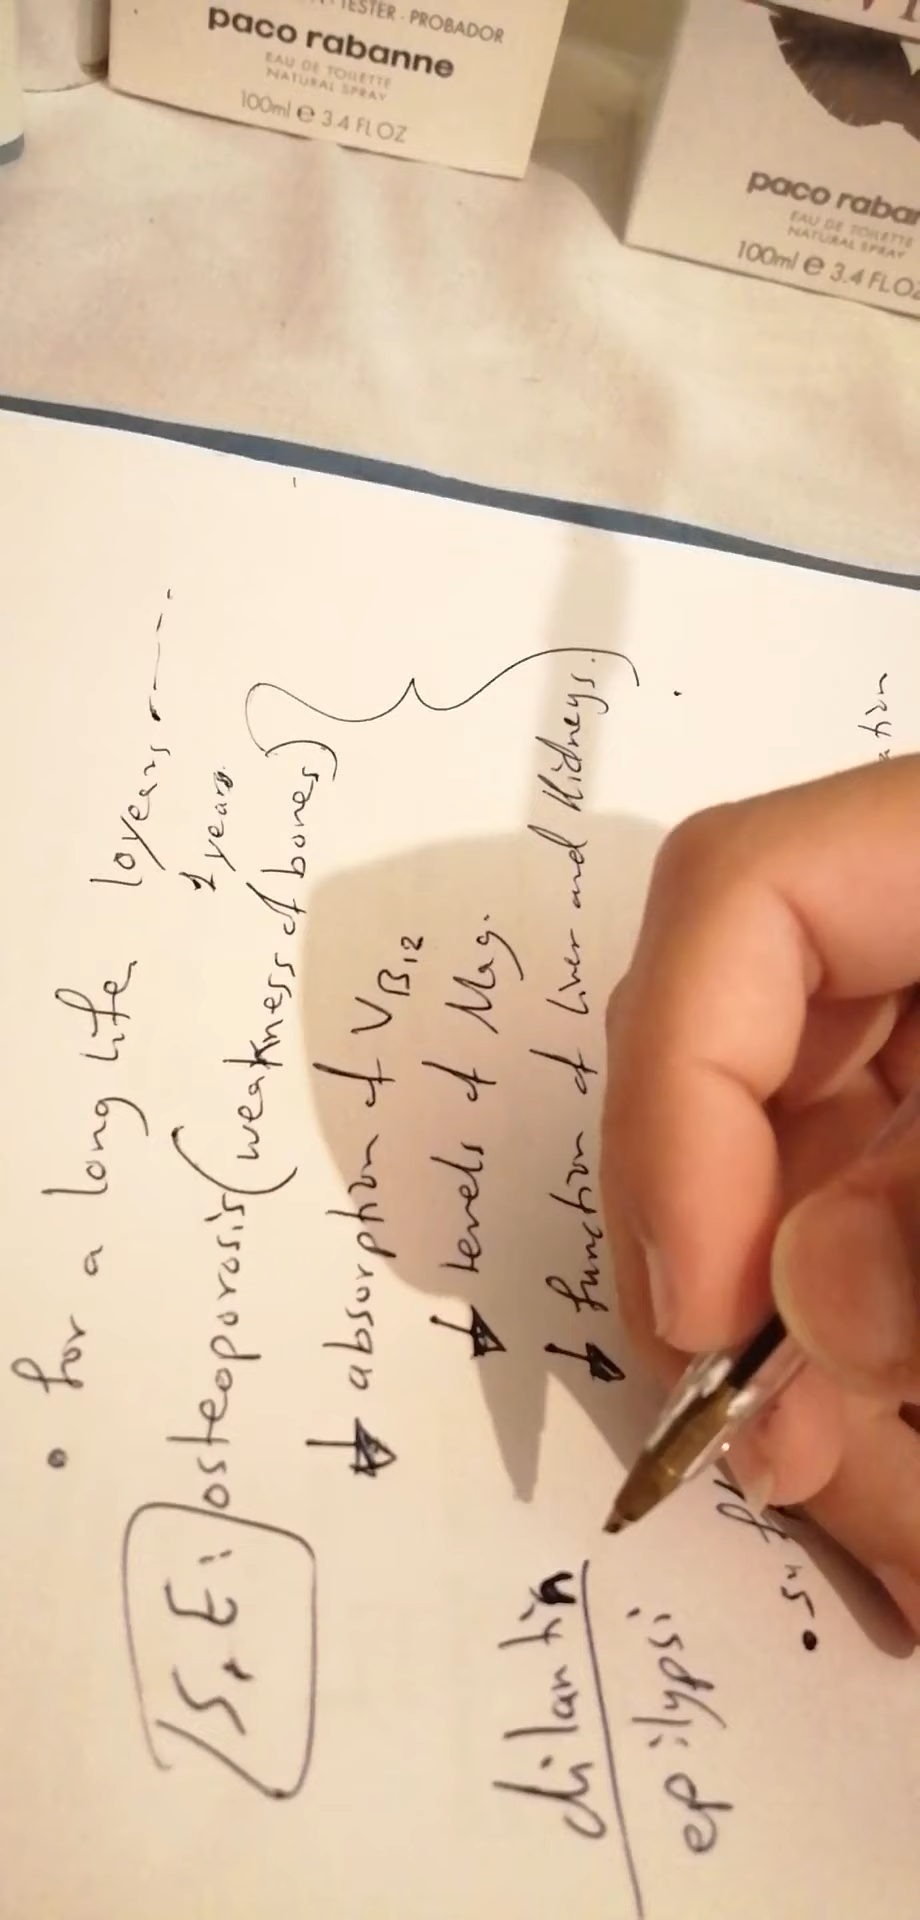 TESTER - PROBADOR
paco rabanne
EAU DE TOILETTE
NATURAL SPRAY
100ml e 3.4 FL OZ
paco raban
EAU DE TOILETTE
NATURAL SPRAY
100ml e 3.4 FL OZ
• for a long life 10years
1 years
S.E: osteoporosis (weakness of bones)
↓ absorption of VB12
↓ levels of Mag.
↓ function of liver and kidneys.
dilantin
epilypsi